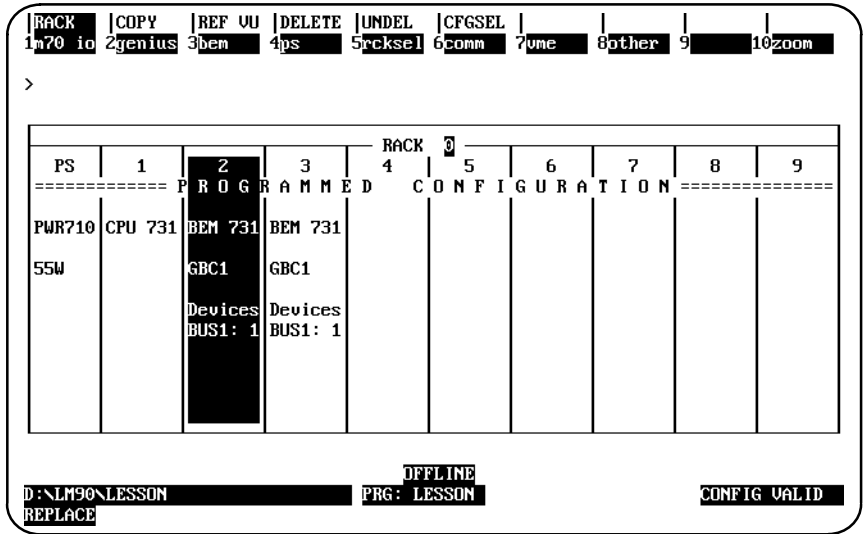 RACK |COPY |REF VU |DELETE |UNDEL |CFGSEL | | | |
1m70 io 2genius 3bem 4ps 5rcksel 6comm 7vme 8other 9 10zoom
>
RACK 0
PS 1 2 3 4 5 6 7 8 9
============= P R O G R A M M E D C O N F I G U R A T I O N =============
PWR710 CPU 731 BEM 731 BEM 731
55W GBC1 GBC1
Devices Devices
BUS1: 1 BUS1: 1
OFFLINE
D:\LM90\LESSON PRG: LESSON CONFIG VALID
REPLACE